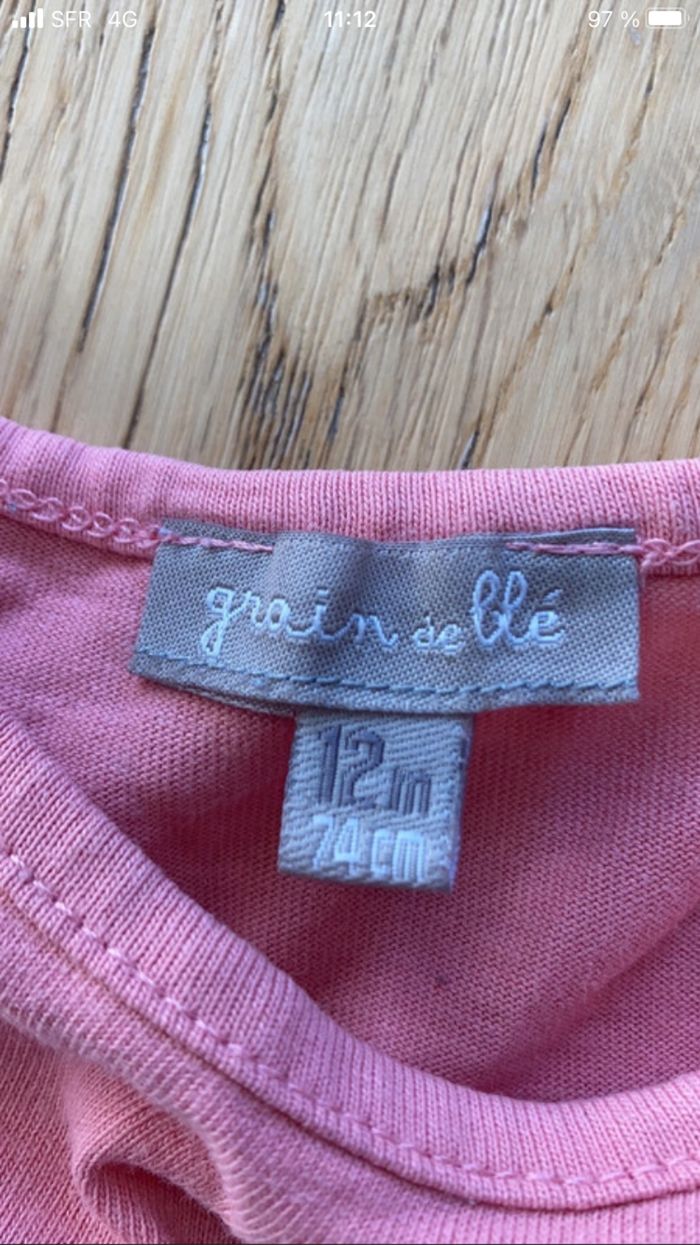 SFR 4G 11:12 97 %
grain de blé
12m
74cm